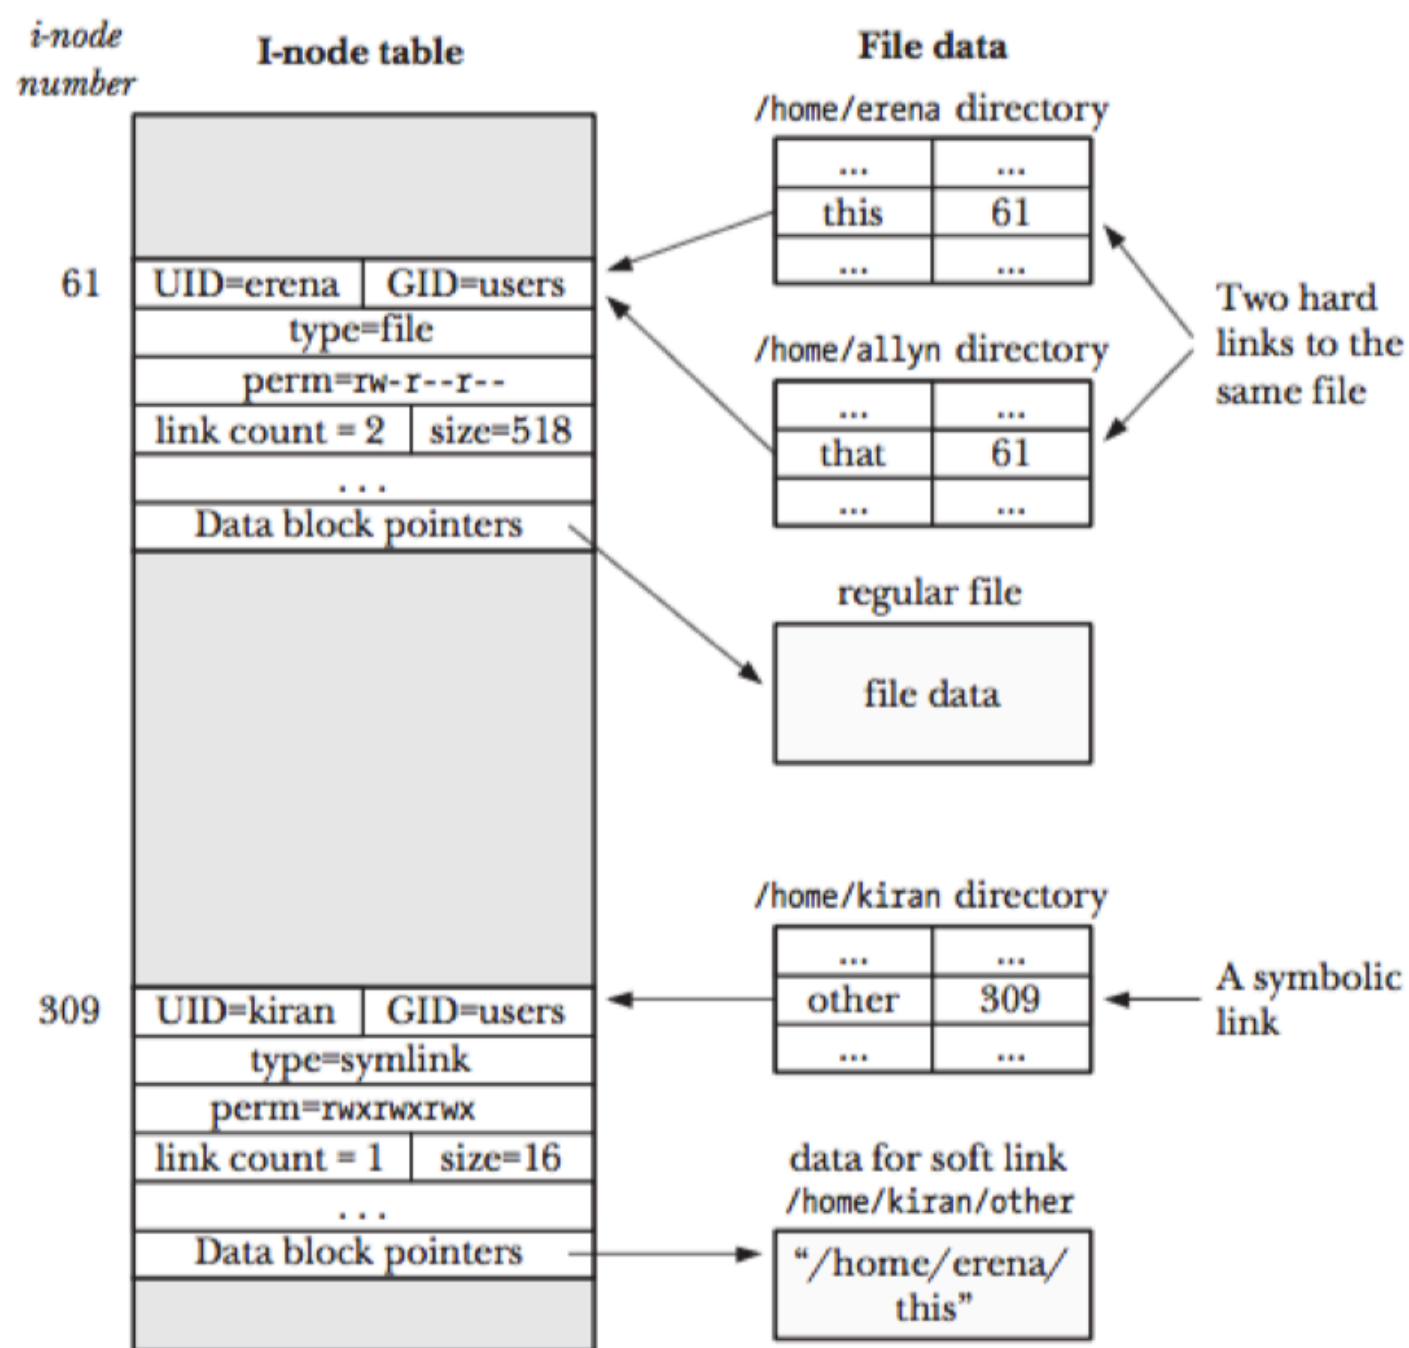 i-node
number
I-node table
File data
/home/erena directory
... ...
this 61
... ...
61
UID=erena GID=users
type=file
perm=rw-r--r--
link count = 2 size=518
...
Data block pointers
/home/allyn directory
... ...
that 61
... ...
Two hard
links to the
same file
regular file
file data
/home/kiran directory
... ...
other 309
... ...
A symbolic
link
309
UID=kiran GID=users
type=symlink
perm=rwxrwxrwx
link count = 1 size=16
...
Data block pointers
data for soft link
/home/kiran/other
“/home/erena/
this”